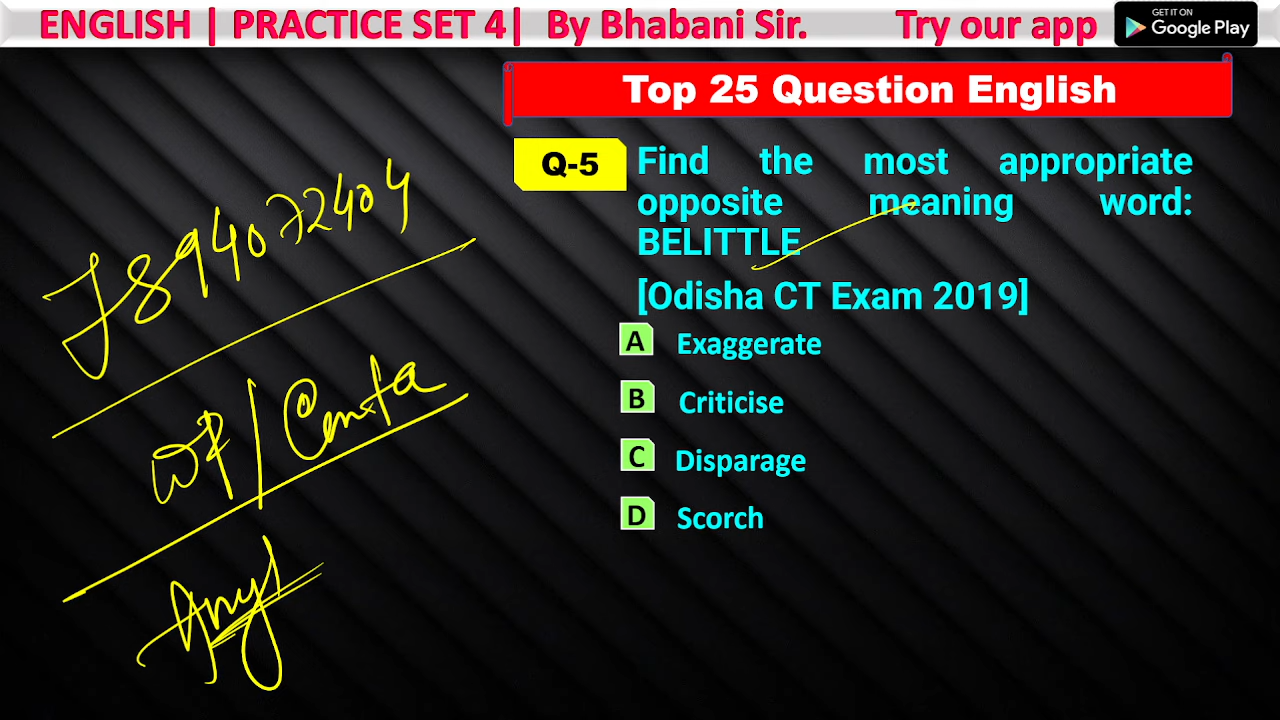 ENGLISH | PRACTICE SET 4| By Bhabani Sir. Try our app
GET IT ON
Google Play
Top 25 Question English
Q-5 Find the most appropriate
opposite meaning word:
BELITTLE
[Odisha CT Exam 2019]
A Exaggerate
B Criticise
C Disparage
D Scorch
7894072404